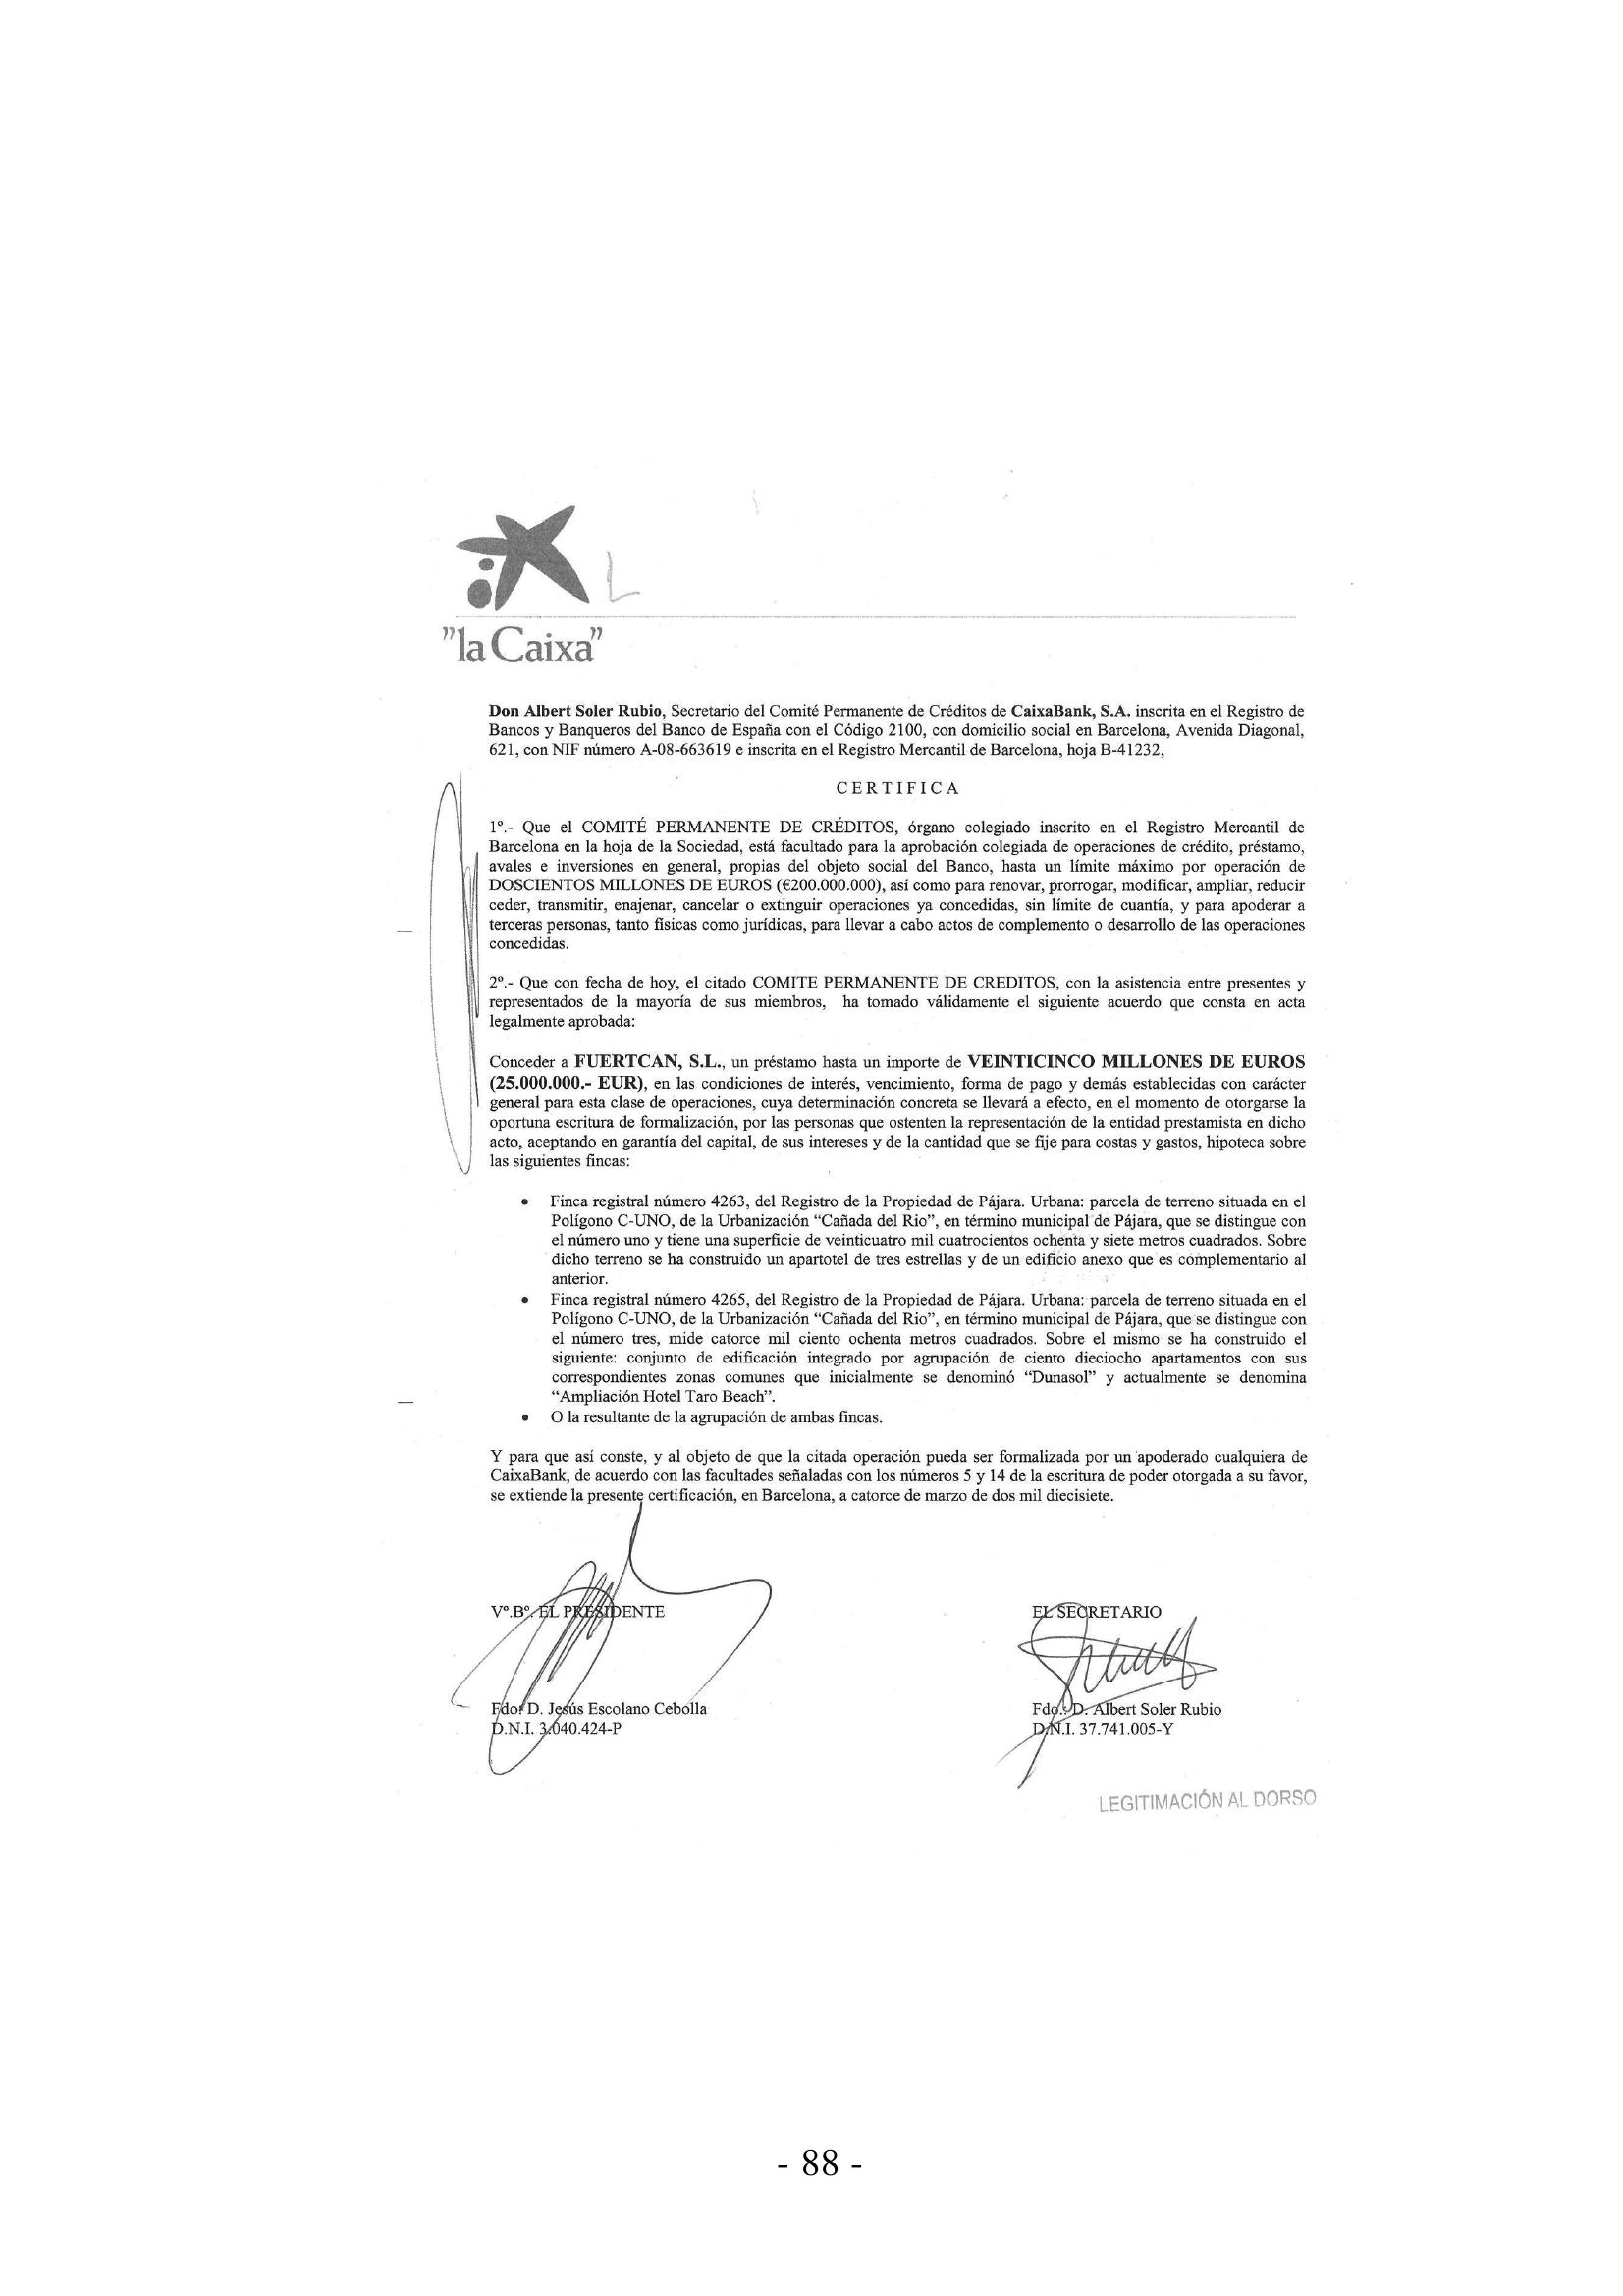 "la Caixa"
Don Albert Soler Rubio, Secretario del Comité Permanente de Créditos de CaixaBank, S.A. inscrita en el Registro de
Bancos y Banqueros del Banco de España con el Código 2100, con domicilio social en Barcelona, Avenida Diagonal,
621, con NIF número A-08-663619 e inscrita en el Registro Mercantil de Barcelona, hoja B-41232,
CERTIFICA
1º.- Que el COMITÉ PERMANENTE DE CRÉDITOS, órgano colegiado inscrito en el Registro Mercantil de
Barcelona en la hoja de la Sociedad, está facultado para la aprobación colegiada de operaciones de crédito, préstamo,
avales e inversiones en general, propias del objeto social del Banco, hasta un límite máximo por operación de
DOSCIENTOS MILLONES DE EUROS (€200.000.000), así como para renovar, prorrogar, modificar, ampliar, reducir
ceder, transmitir, enajenar, cancelar o extinguir operaciones ya concedidas, sin límite de cuantía, y para apoderar a
terceras personas, tanto físicas como jurídicas, para llevar a cabo actos de complemento o desarrollo de las operaciones
concedidas.
2º.- Que con fecha de hoy, el citado COMITE PERMANENTE DE CREDITOS, con la asistencia entre presentes y
representados de la mayoría de sus miembros, ha tomado válidamente el siguiente acuerdo que consta en acta
legalmente aprobada:
Conceder a FUERTCAN, S.L., un préstamo hasta un importe de VEINTICINCO MILLONES DE EUROS
(25.000.000.- EUR), en las condiciones de interés, vencimiento, forma de pago y demás establecidas con carácter
general para esta clase de operaciones, cuya determinación concreta se llevará a efecto, en el momento de otorgarse la
oportuna escritura de formalización, por las personas que ostenten la representación de la entidad prestamista en dicho
acto, aceptando en garantía del capital, de sus intereses y de la cantidad que se fije para costas y gastos, hipoteca sobre
las siguientes fincas:
• Finca registral número 4263, del Registro de la Propiedad de Pájara. Urbana: parcela de terreno situada en el
Polígono C-UNO, de la Urbanización “Cañada del Rio”, en término municipal de Pájara, que se distingue con
el número uno y tiene una superficie de veinticuatro mil cuatrocientos ochenta y siete metros cuadrados. Sobre
dicho terreno se ha construido un apartotel de tres estrellas y de un edificio anexo que es complementario al
anterior.
• Finca registral número 4265, del Registro de la Propiedad de Pájara. Urbana: parcela de terreno situada en el
Polígono C-UNO, de la Urbanización “Cañada del Rio”, en término municipal de Pájara, que se distingue con
el número tres, mide catorce mil ciento ochenta metros cuadrados. Sobre el mismo se ha construido el
siguiente: conjunto de edificación integrado por agrupación de ciento dieciocho apartamentos con sus
correspondientes zonas comunes que inicialmente se denominó “Dunasol” y actualmente se denomina
“Ampliación Hotel Taro Beach”.
• O la resultante de la agrupación de ambas fincas.
Y para que así conste, y al objeto de que la citada operación pueda ser formalizada por un apoderado cualquiera de
CaixaBank, de acuerdo con las facultades señaladas con los números 5 y 14 de la escritura de poder otorgada a su favor,
se extiende la presente certificación, en Barcelona, a catorce de marzo de dos mil diecisiete.
Vº.Bº. EL PRESIDENTE
EL SECRETARIO
Fdo: D. Jesús Escolano Cebolla
Fdo.: D. Albert Soler Rubio
D.N.I. 3.040.424-P
D.N.I. 37.741.005-Y
LEGITIMACIÓN AL DORSO
- 88 -